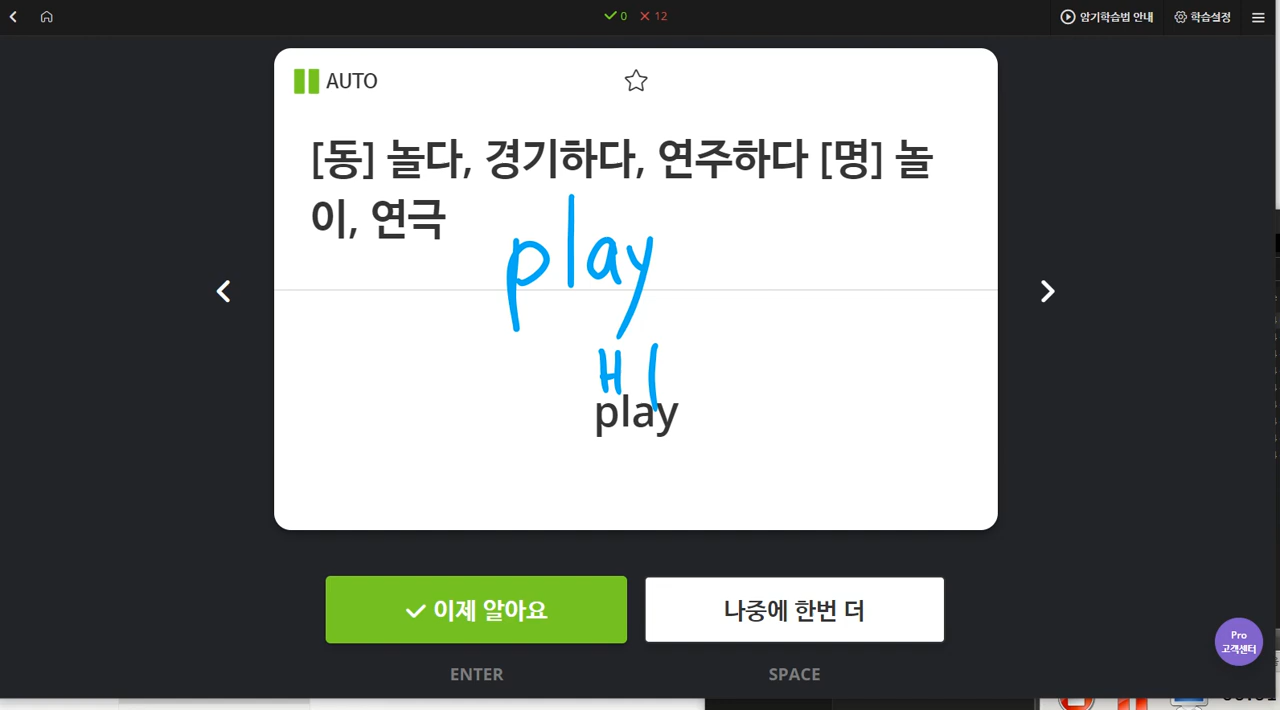 0 12 암기학습법 안내 학습설정
AUTO
[동] 놀다, 경기하다, 연주하다 [명] 놀
이, 연극
play
play
이제 알아요 나중에 한번 더
ENTER SPACE
Pro
고객센터